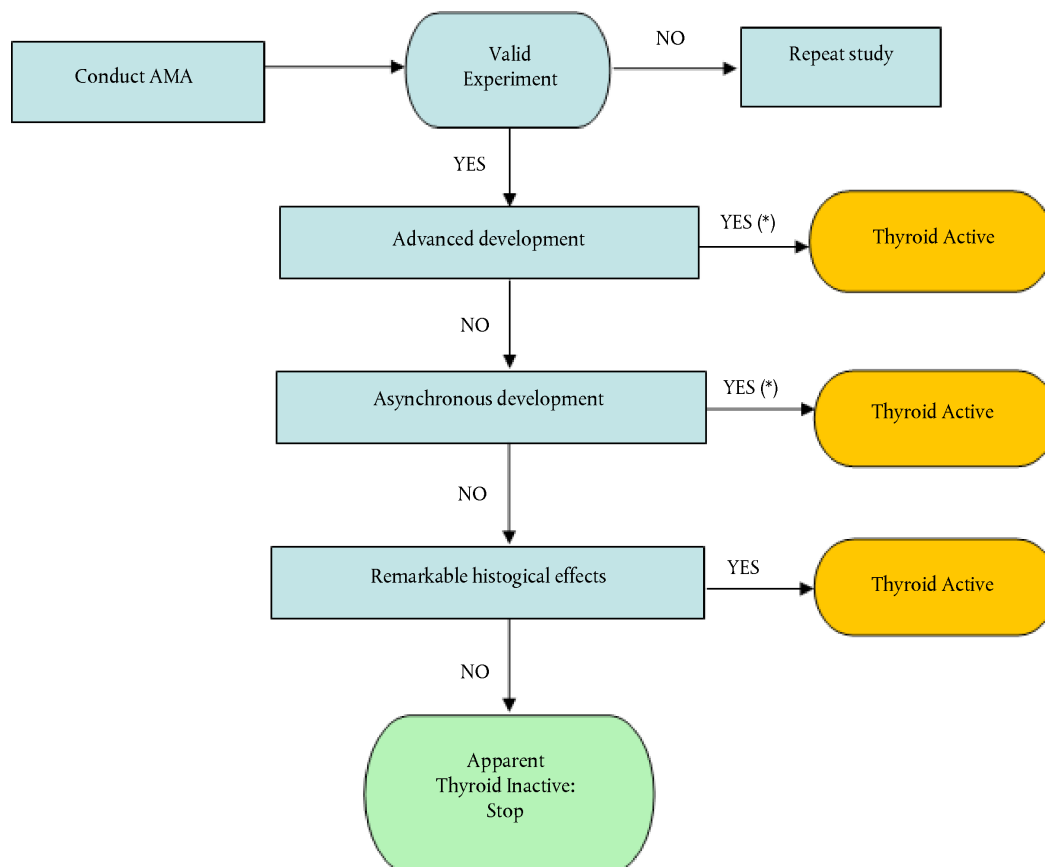 Conduct AMA
Valid
Experiment
NO
Repeat study
YES
Advanced development
YES (*)
Thyroid Active
NO
Asynchronous development
YES (*)
Thyroid Active
NO
Remarkable histogical effects
YES
Thyroid Active
NO
Apparent
Thyroid Inactive:
Stop